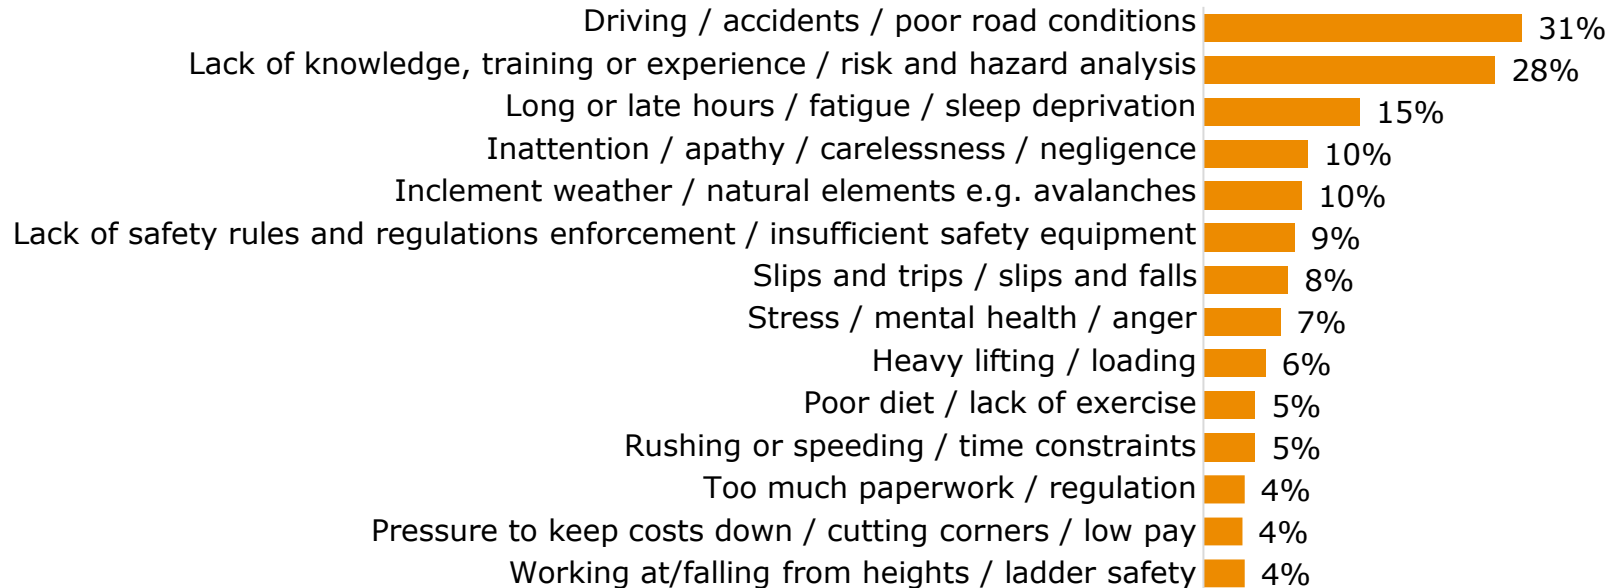 Driving / accidents / poor road conditions 31%
Lack of knowledge, training or experience / risk and hazard analysis 28%
Long or late hours / fatigue / sleep deprivation 15%
Inattention / apathy / carelessness / negligence 10%
Inclement weather / natural elements e.g. avalanches 10%
Lack of safety rules and regulations enforcement / insufficient safety equipment 9%
Slips and trips / slips and falls 8%
Stress / mental health / anger 7%
Heavy lifting / loading 6%
Poor diet / lack of exercise 5%
Rushing or speeding / time constraints 5%
Too much paperwork / regulation 4%
Pressure to keep costs down / cutting corners / low pay 4%
Working at/falling from heights / ladder safety 4%